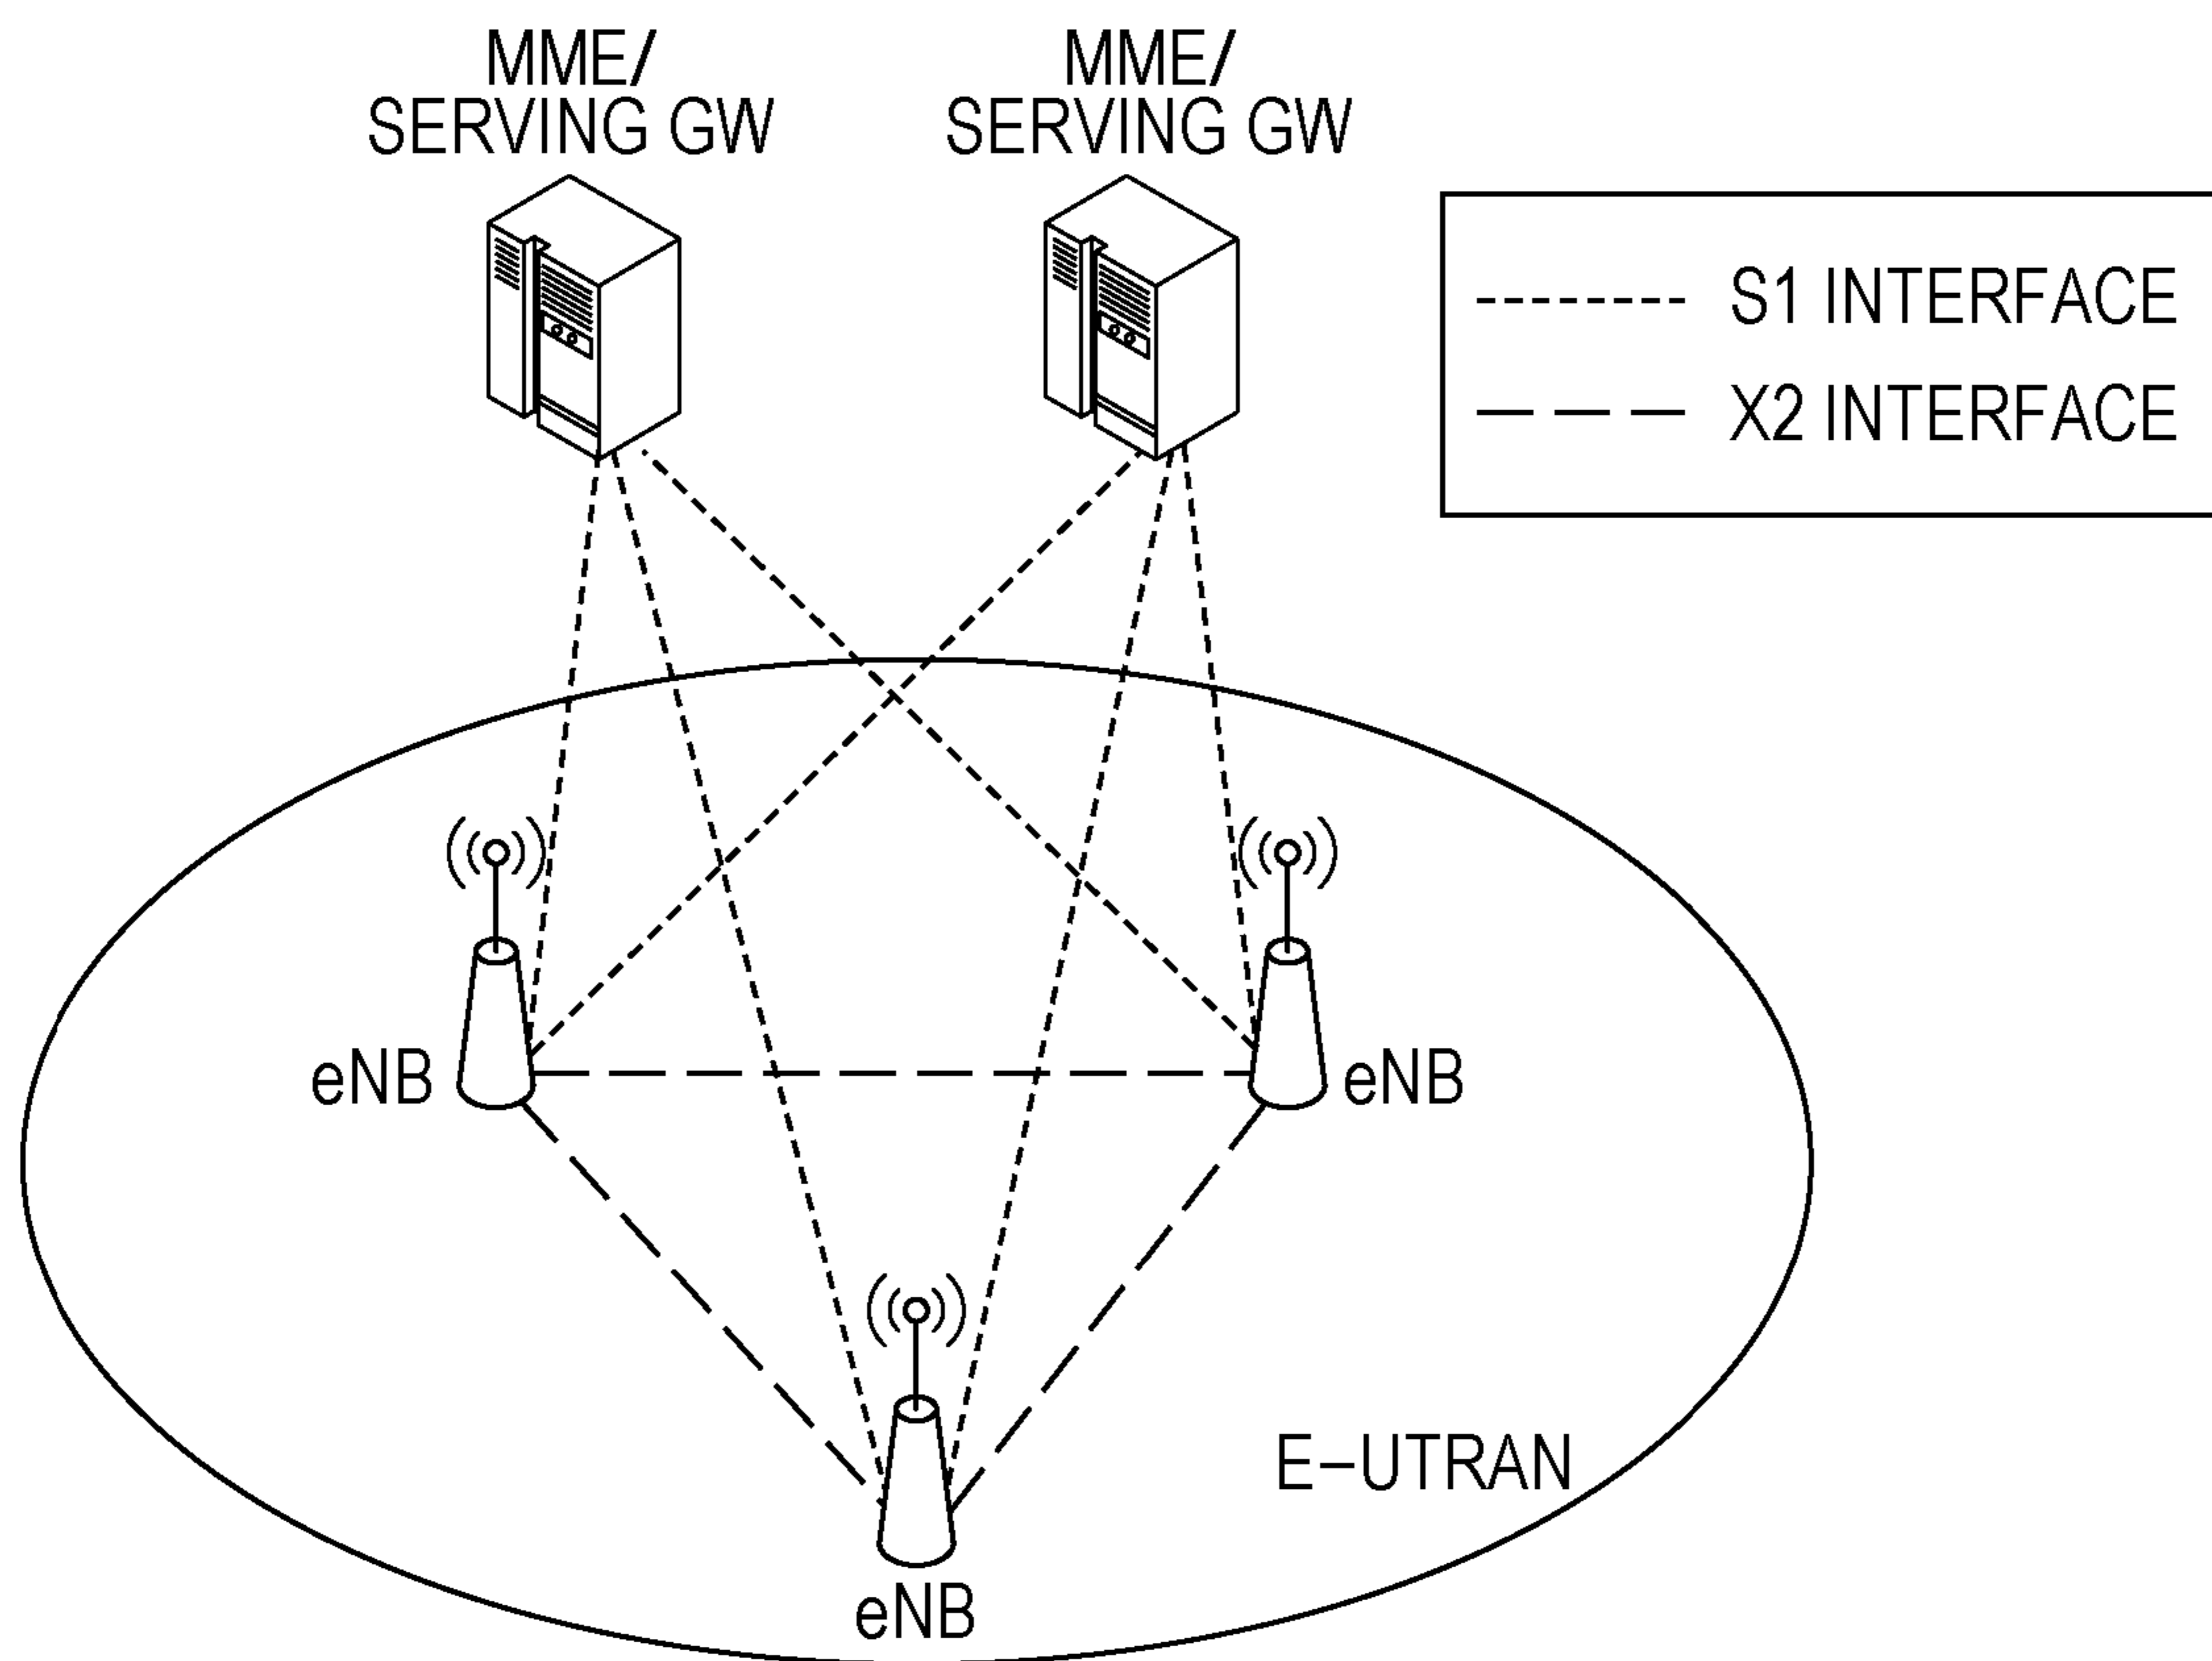 MME/
SERVING GW
MME/
SERVING GW
S1 INTERFACE
X2 INTERFACE
eNB
eNB
E-UTRAN
eNB